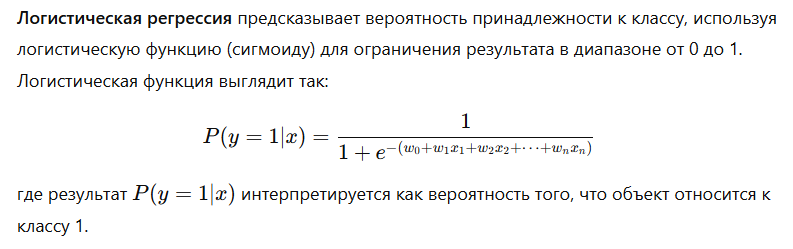 Логистическая регрессия предсказывает вероятность принадлежности к классу, используя
логистическую функцию (сигмоиду) для ограничения результата в диапазоне от 0 до 1.
Логистическая функция выглядит так:
P(y = 1|x) = \frac{1}{1 + e^{-(w_0+w_1x_1+w_2x_2+\cdots+w_nx_n)}}
где результат P(y = 1|x) интерпретируется как вероятность того, что объект относится к
классу 1.